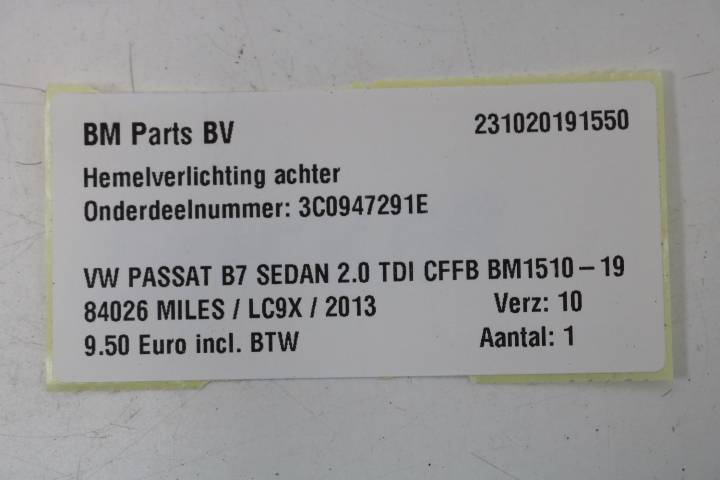 BM Parts BV 231020191550
Hemelverlichting achter
Onderdeelnummer: 3C0947291E
VW PASSAT B7 SEDAN 2.0 TDI CFFB BM1510-19
84026 MILES / LC9X / 2013 Verz: 10
9.50 Euro incl. BTW Aantal: 1